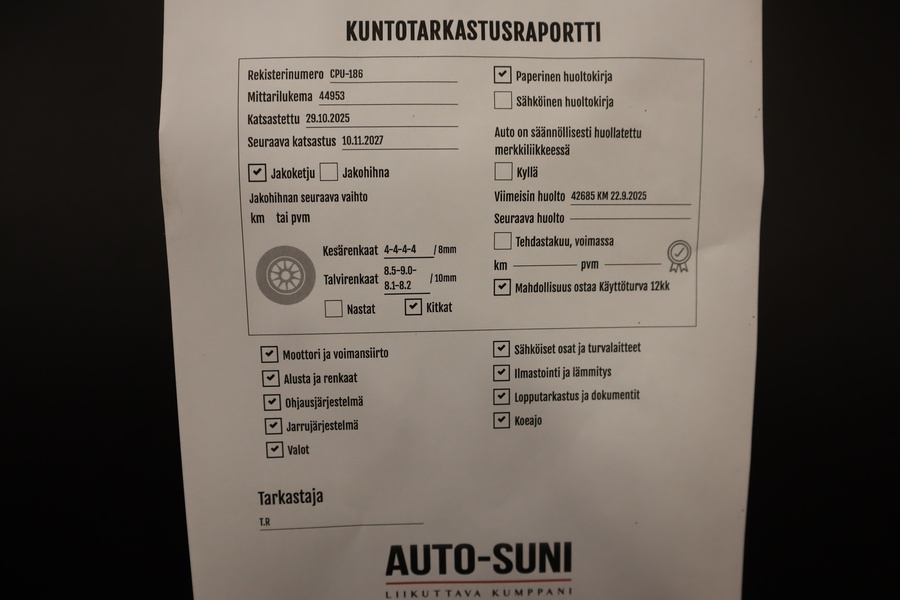 KUNTOTARKASTUSRAPORTTI
Rekisterinumero CPU-186
Mittarilukema 44953
Katsastettu 29.10.2025
Seuraava katsastus 10.11.2027
Jakoketju Jakohihna
Jakohihnan seuraava vaihto
km tai pvm
Kesärenkaat 4-4-4-4 / 8mm
Talvirenkaat 8.5-9.0-
8.1-8.2 / 10mm
Nastat Kitkat
Paperinen huoltokirja
Sähköinen huoltokirja
Auto on säännöllisesti huollatettu
merkkiliikkeessä
Kyllä
Viimeisin huolto 42685 KM 22.9.2025
Seuraava huolto
Tehdastakuu, voimassa
km pvm
Mahdollisuus ostaa Käyttöturva 12kk
Moottori ja voimansiirto
Alusta ja renkaat
Ohjausjärjestelmä
Jarrujärjestelmä
Valot
Sähköiset osat ja turvalaitteet
Ilmastointi ja lämmitys
Lopputarkastus ja dokumentit
Koeajo
Tarkastaja
T.R
AUTO-SUNI
LIIKUTTAVA KUMPPANI